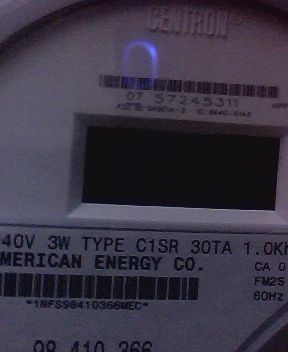 CENTRON
07 57245311
40V 3W TYPE C1SR 30TA 1.0K
MERICAN ENERGY CO.
CA 0
FM2S
*1NFS98410366MEC*
60Hz
98 410 366